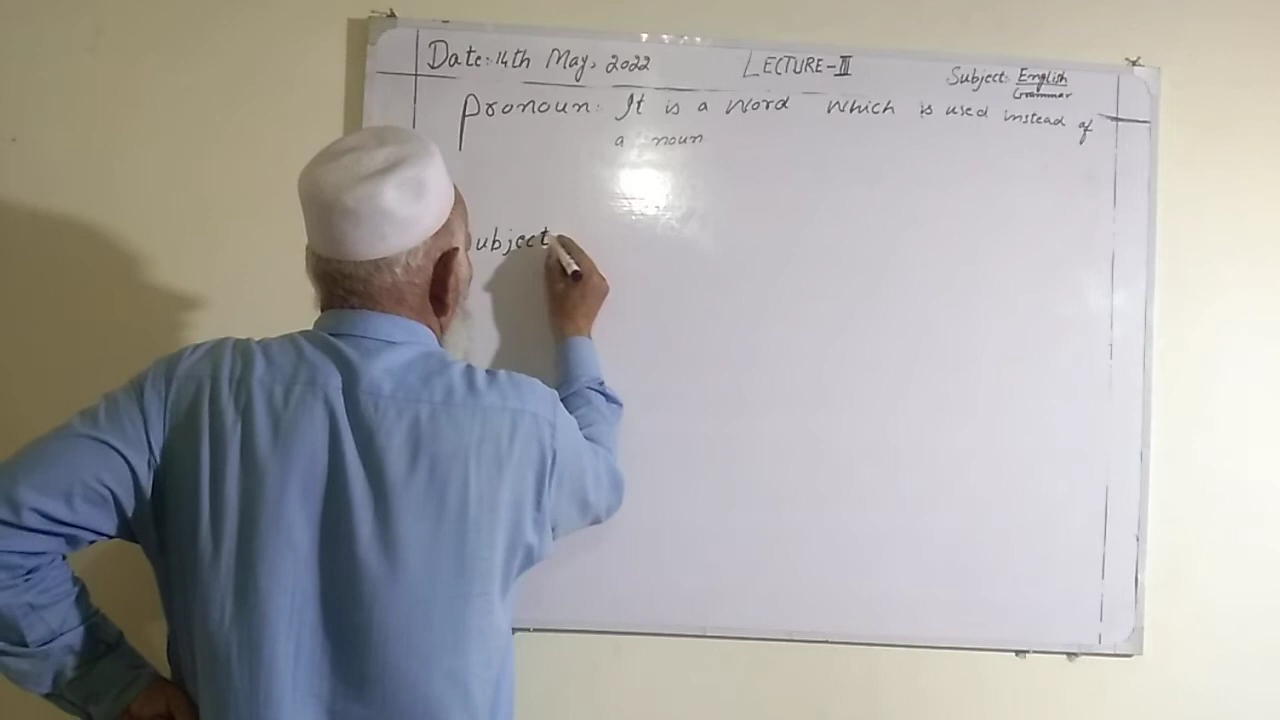 Date: 14th May, 2022 LECTURE-III Subject: English
Grammar
Pronoun: It is a word which is used instead of
a noun
ubject